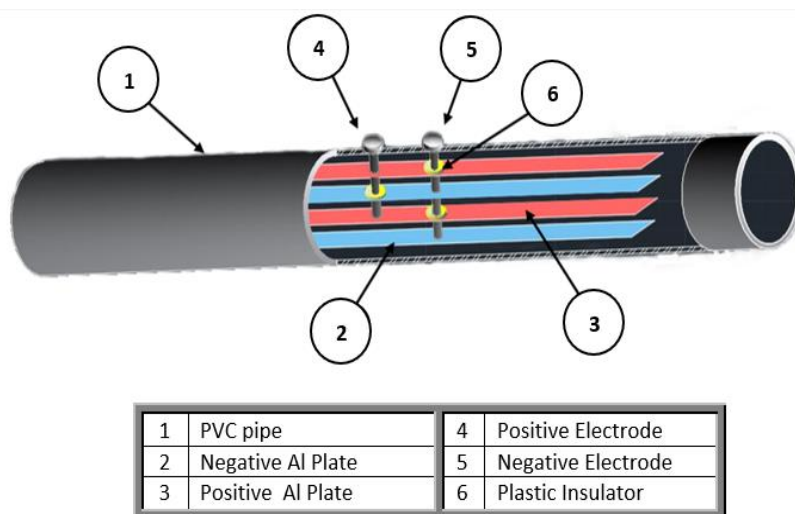 4
5
1
6
2
3
1 PVC pipe 4 Positive Electrode
2 Negative Al Plate 5 Negative Electrode
3 Positive Al Plate 6 Plastic Insulator